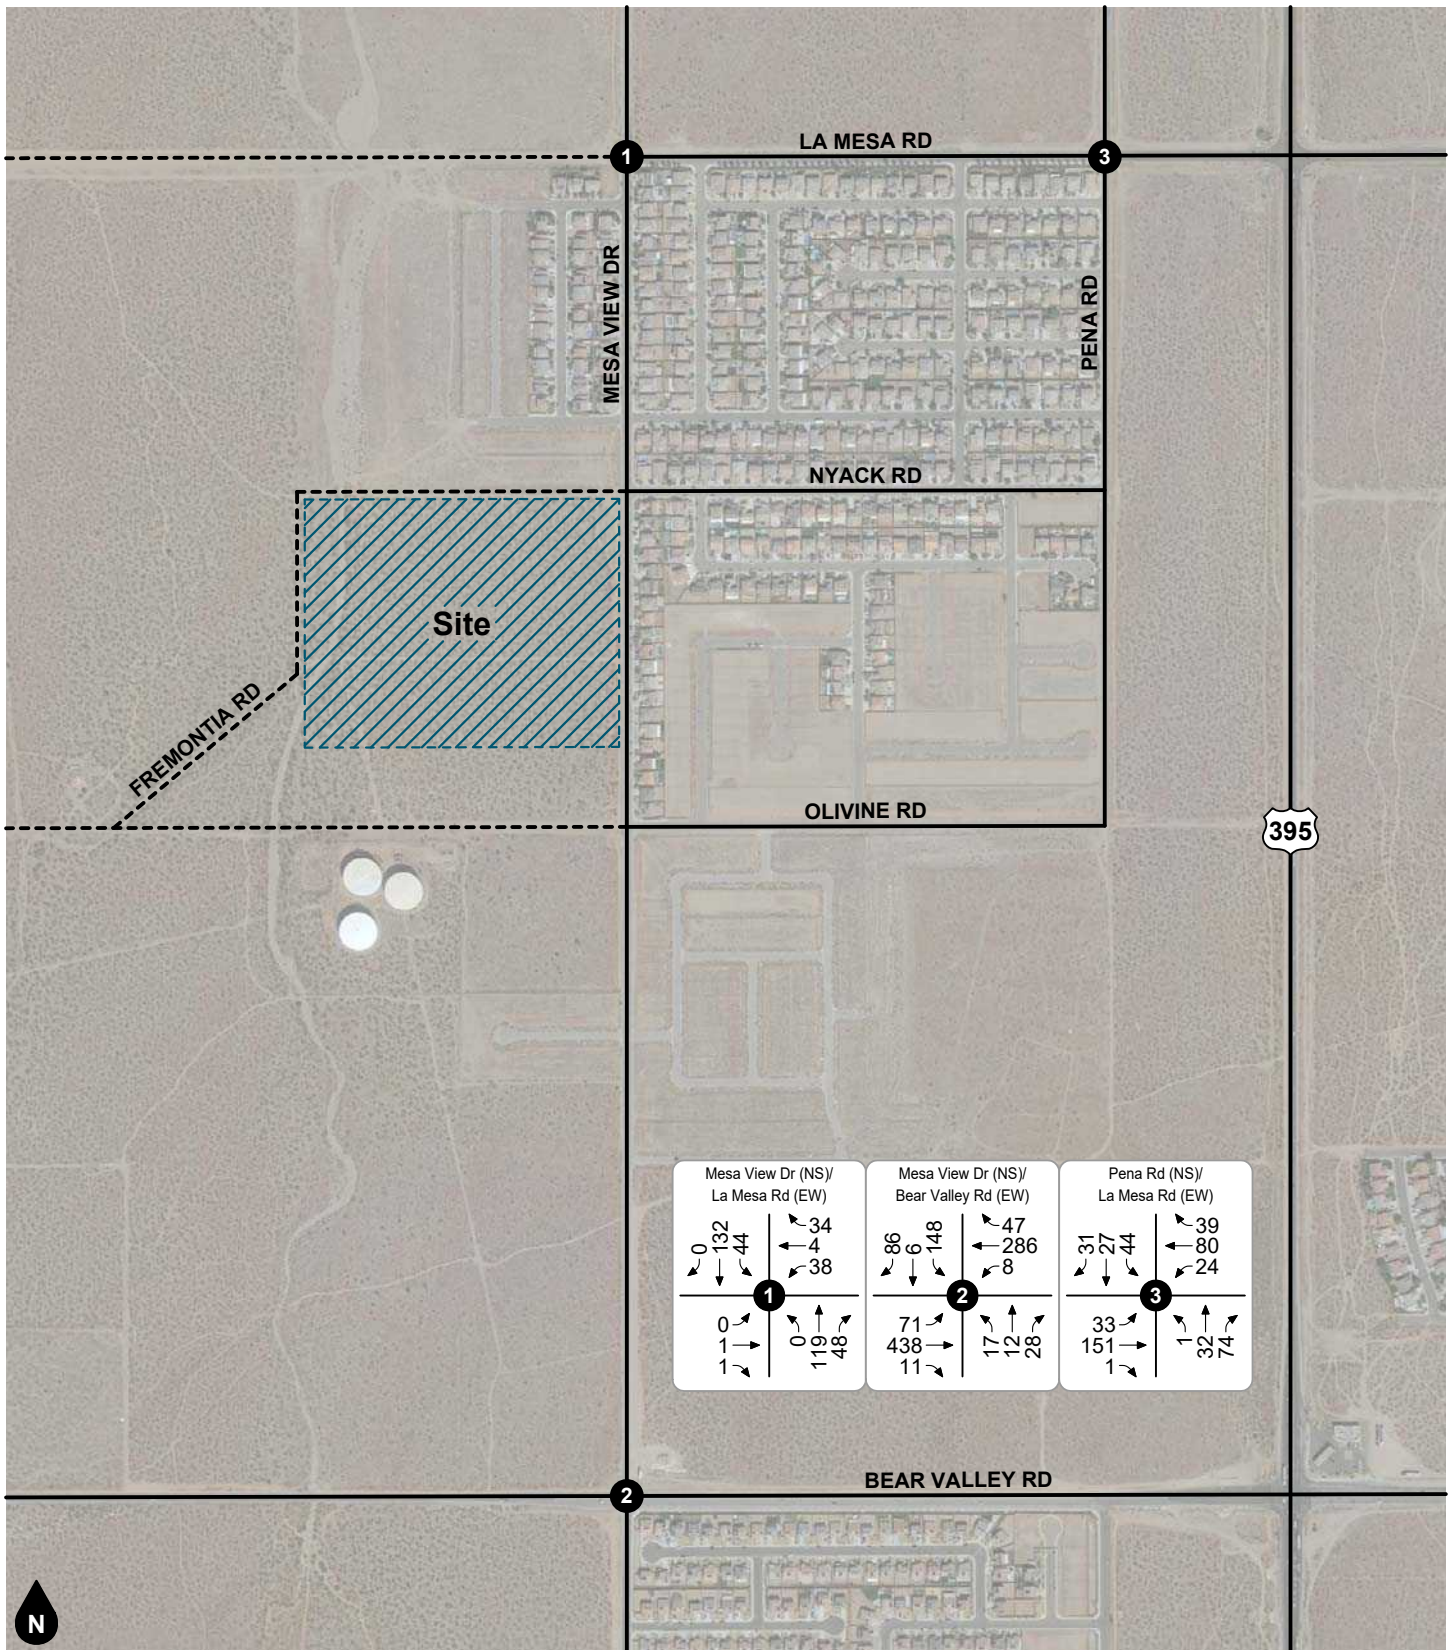 LA MESA RD
1
3
MESA VIEW DR
PENA RD
NYACK RD
Site
FREMONTIA RD
OLIVINE RD
395
Mesa View Dr (NS)/
La Mesa Rd (EW)
0
132
44
34
4
38
1
0
1
1
0
119
48
Mesa View Dr (NS)/
Bear Valley Rd (EW)
86
6
148
47
286
8
2
71
438
11
17
12
28
Pena Rd (NS)/
La Mesa Rd (EW)
31
27
44
39
80
24
3
33
151
1
1
32
74
BEAR VALLEY RD
2
N